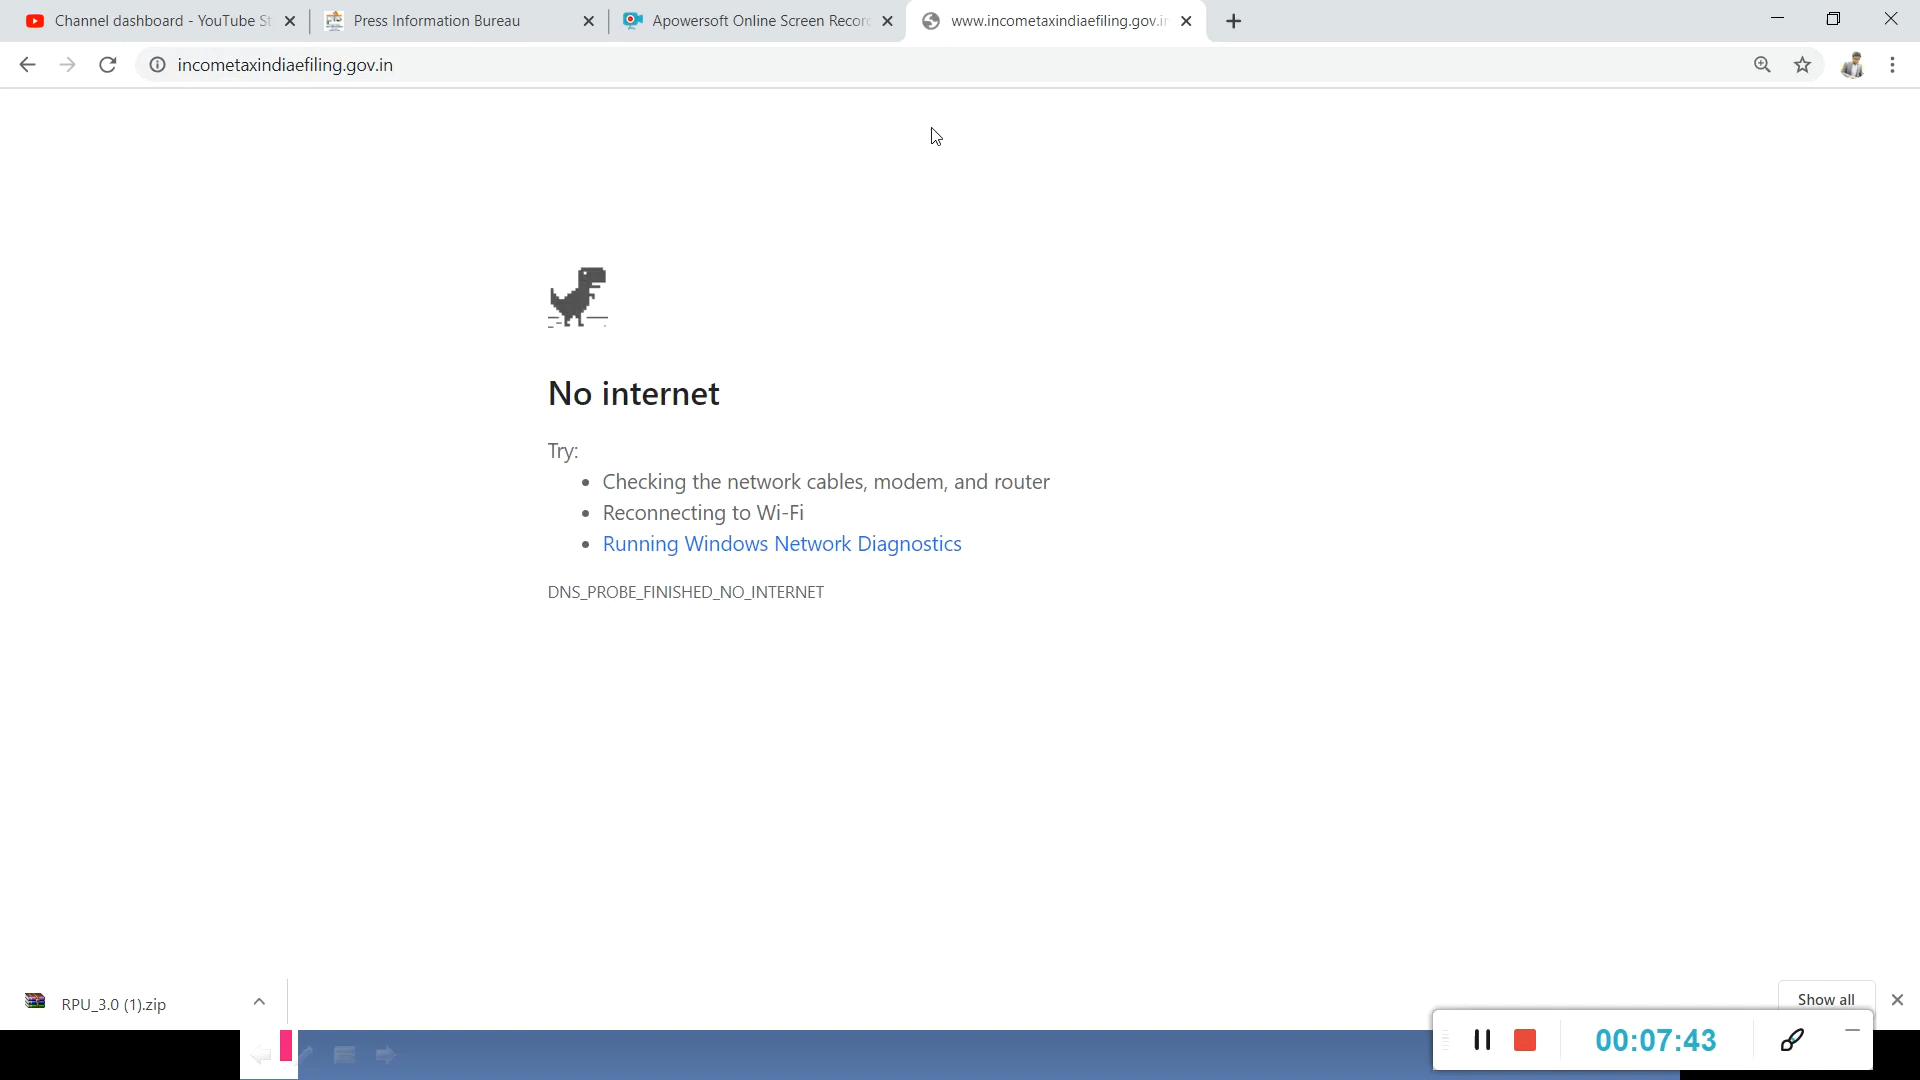 Channel dashboard - YouTube St
Press Information Bureau
Apowersoft Online Screen Recor
www.incometaxindiaefiling.gov.in
incometaxindiaefiling.gov.in
No internet
Try:
• Checking the network cables, modem, and router
• Reconnecting to Wi-Fi
• Running Windows Network Diagnostics
DNS_PROBE_FINISHED_NO_INTERNET
RPU_3.0 (1).zip
Show all
00:07:43